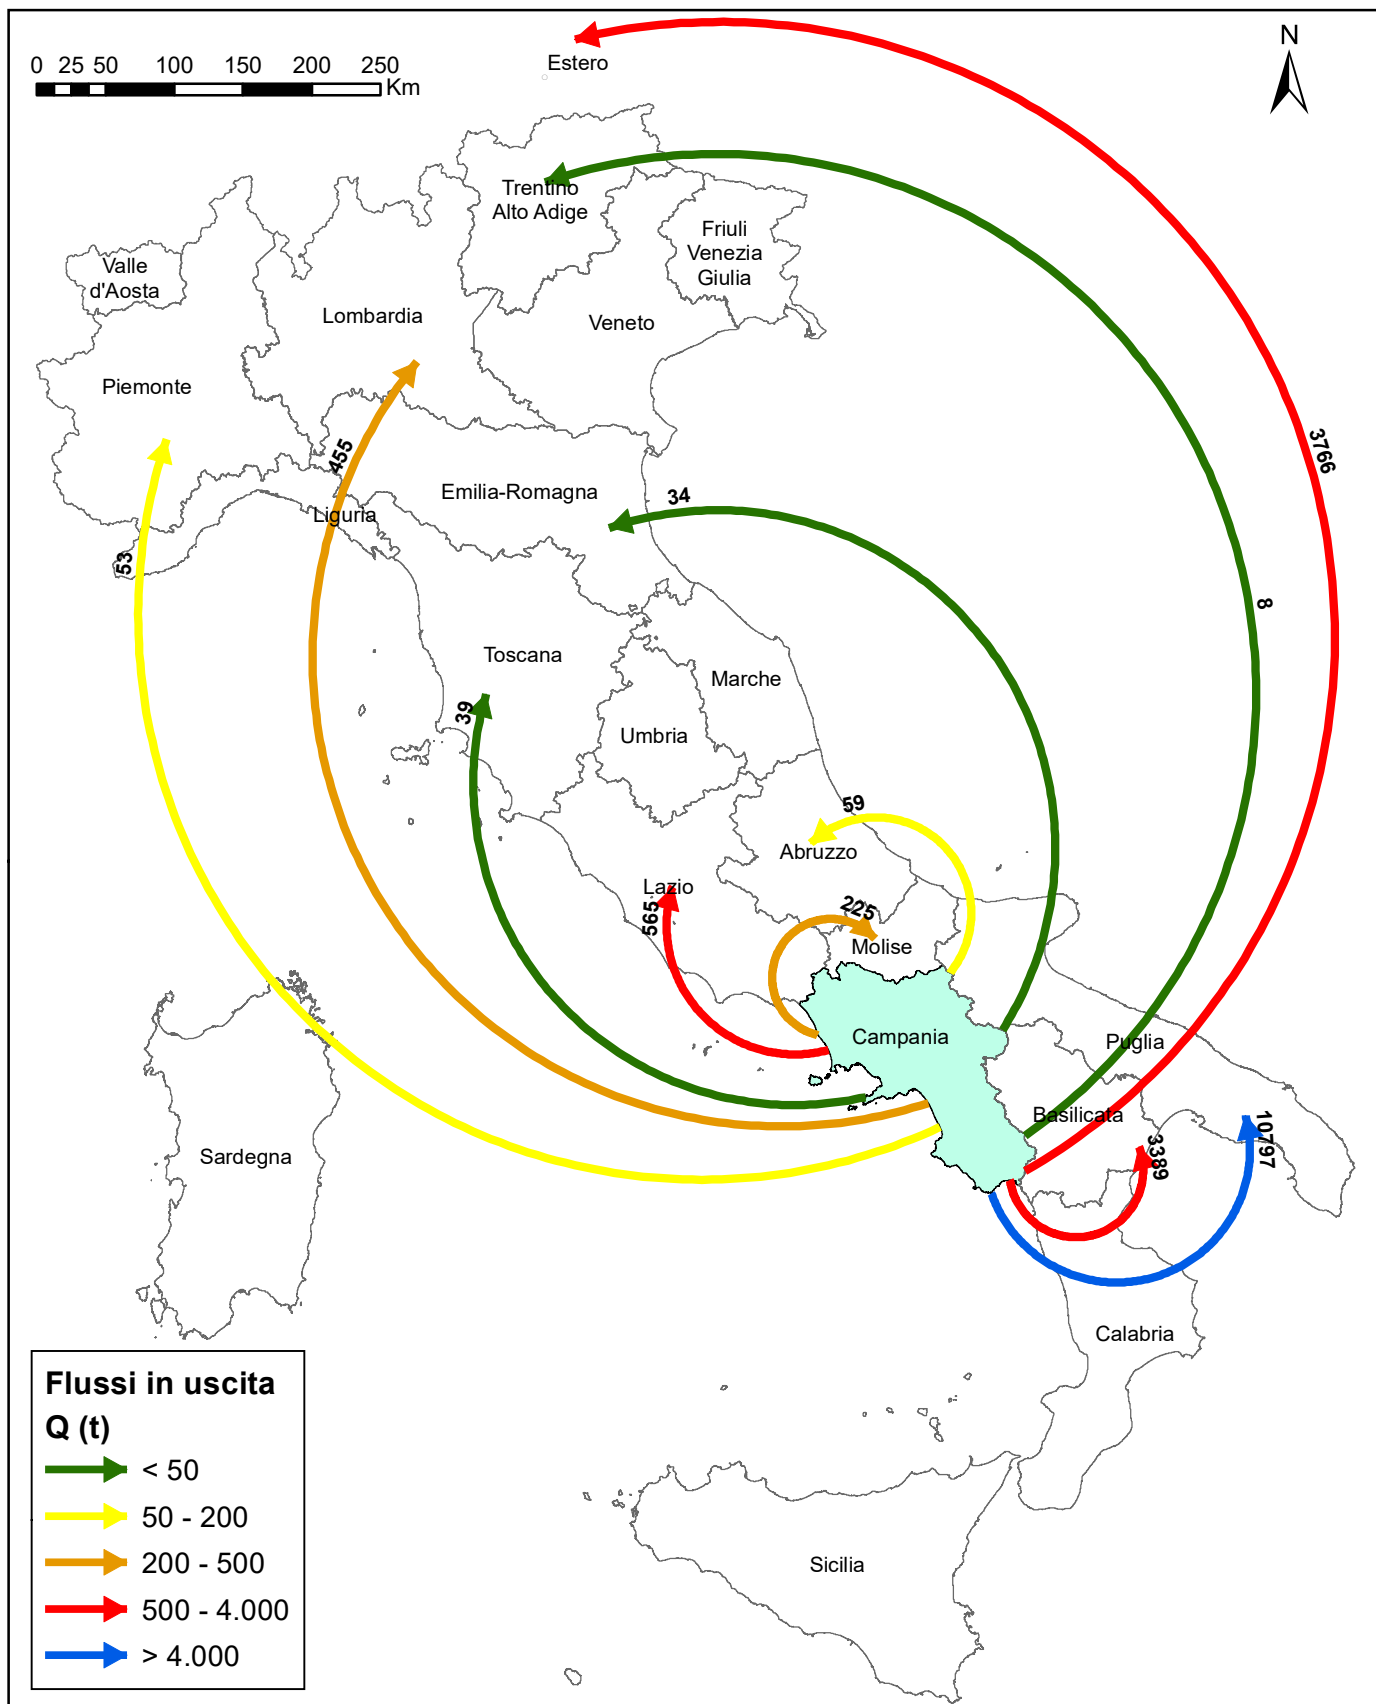 Estero
N
0 25 50 100 150 200 250
Km
Trentino
Alto Adige
Friuli
Venezia
Giulia
Valle
d'Aosta
Lombardia
Veneto
Piemonte
3766
455
Emilia-Romagna
34
Liguria
53
8
Toscana
Marche
39
Umbria
59
Abruzzo
Lazio
565
225
Molise
Campania
Puglia
Basilicata
10797
3389
Sardegna
Calabria
Sicilia
Flussi in uscita
Q (t)
< 50
50 - 200
200 - 500
500 - 4.000
> 4.000